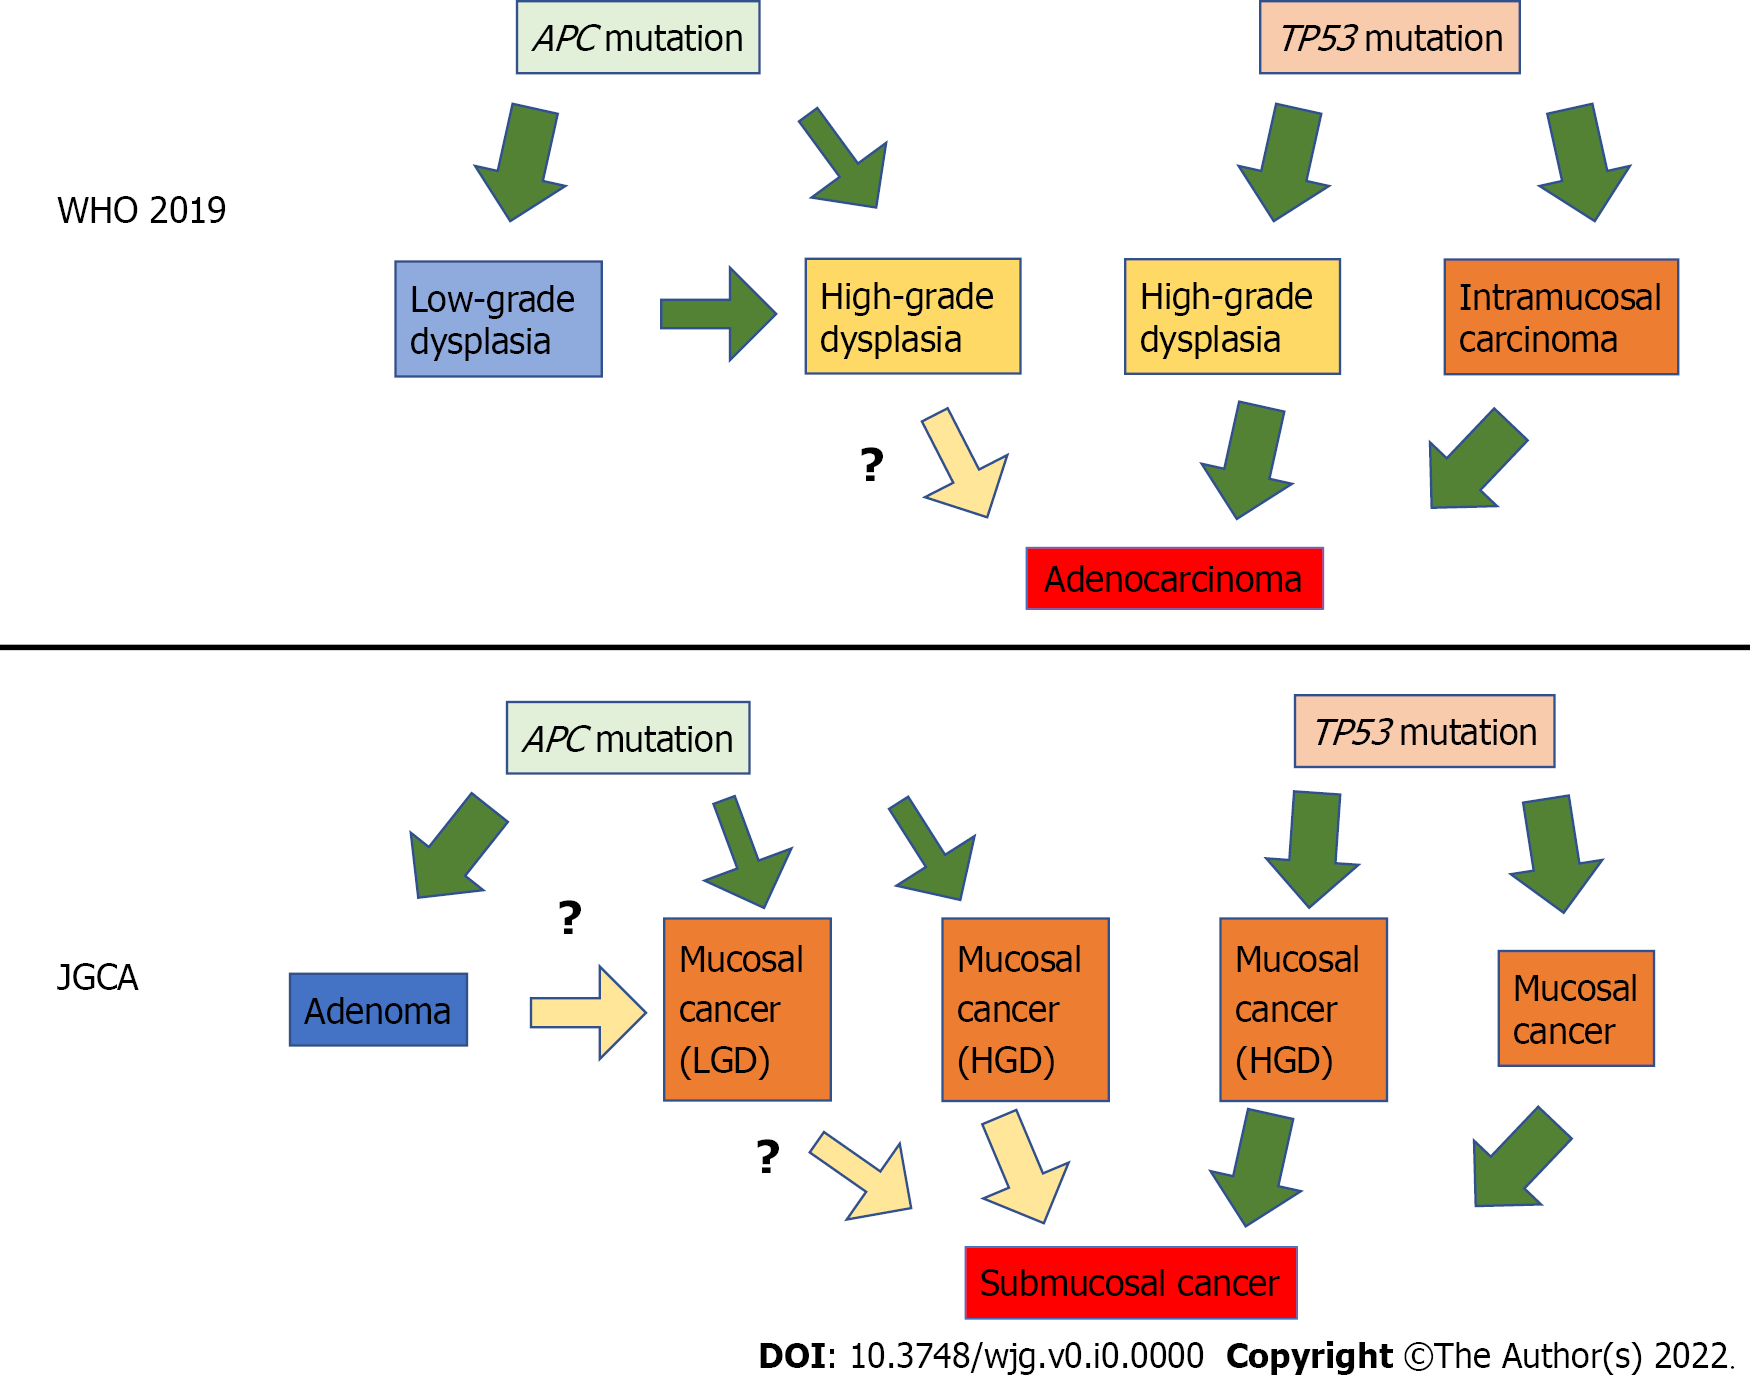 APC mutation
TP53 mutation
WHO 2019
Low-grade
dysplasia
High-grade
dysplasia
High-grade
dysplasia
Intramucosal
carcinoma
?
Adenocarcinoma
APC mutation
TP53 mutation
?
JGCA
Adenoma
Mucosal
cancer
(LGD)
Mucosal
cancer
(HGD)
Mucosal
cancer
(HGD)
Mucosal
cancer
?
Submucosal cancer
DOI: 10.3748/wjg.v0.i0.0000 Copyright ©The Author(s) 2022.